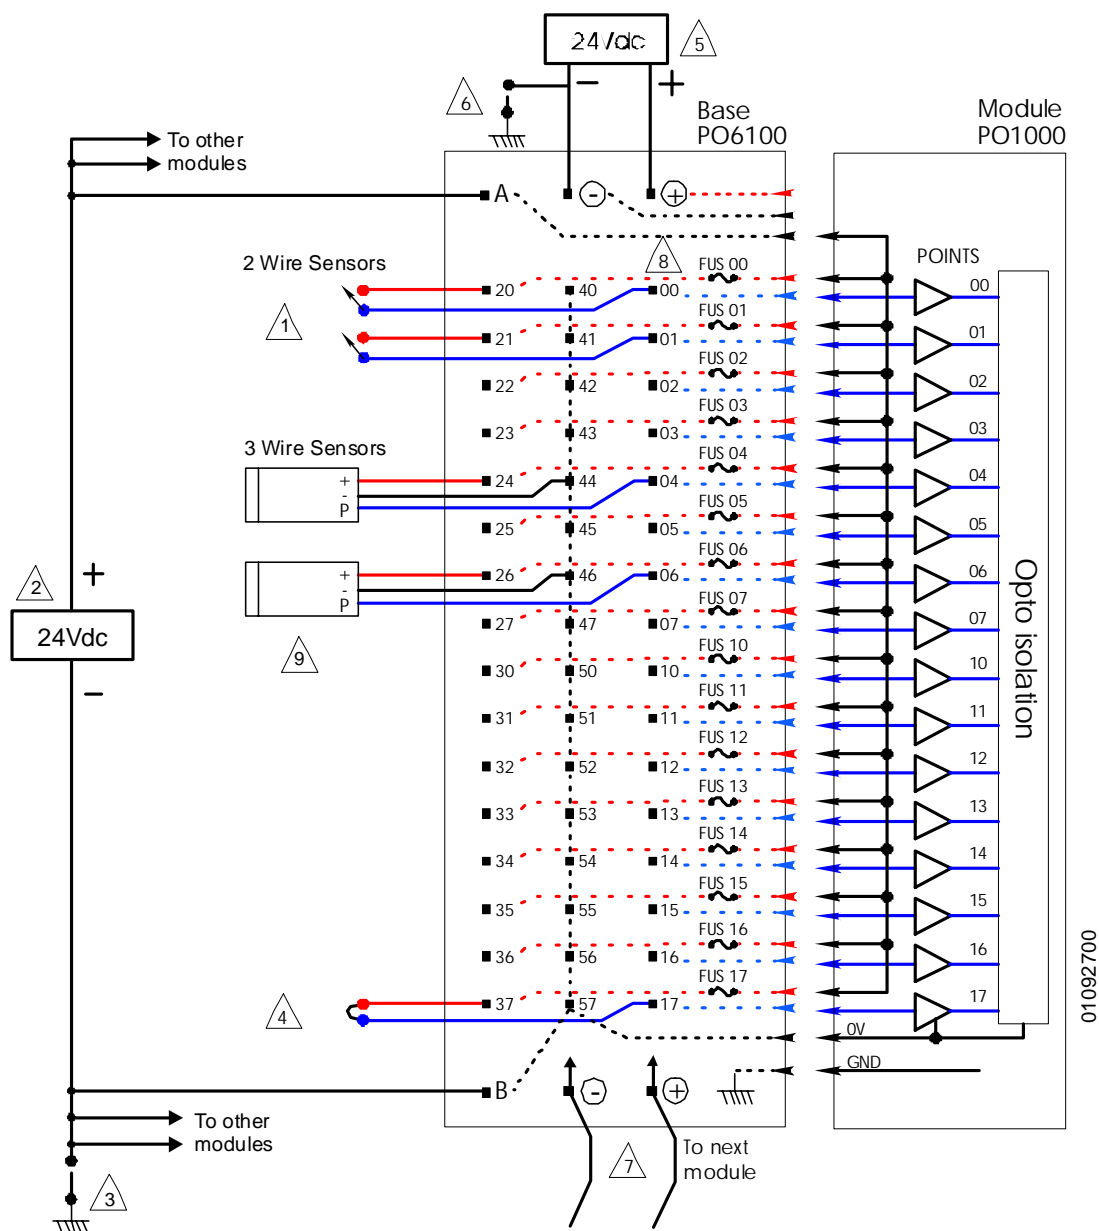 24Vdc
5
−
+
6
Base
PO6100
Module
PO1000
To other
modules
A
-
+
8
POINTS
2 Wire Sensors
1
20 40 00 FUS 00 00
21 41 01 FUS 01 01
22 42 02 FUS 02 02
23 43 03 FUS 03 03
3 Wire Sensors
+
-
P
24 44 04 FUS 04 04
25 45 05 FUS 05 05
+
-
P
26 46 06 FUS 06 06
2
+
24Vdc
−
9
27 47 07 FUS 07 07
30 50 10 FUS 10 10
31 51 11 FUS 11 11
32 52 12 FUS 12 12
33 53 13 FUS 13 13
34 54 14 FUS 14 14
35 55 15 FUS 15 15
36 56 16 FUS 16 16
4
37 57 17 FUS 17 17
Opto isolation
0V
GND
B
-
+
To other
modules
7
To next
module
3
01092700